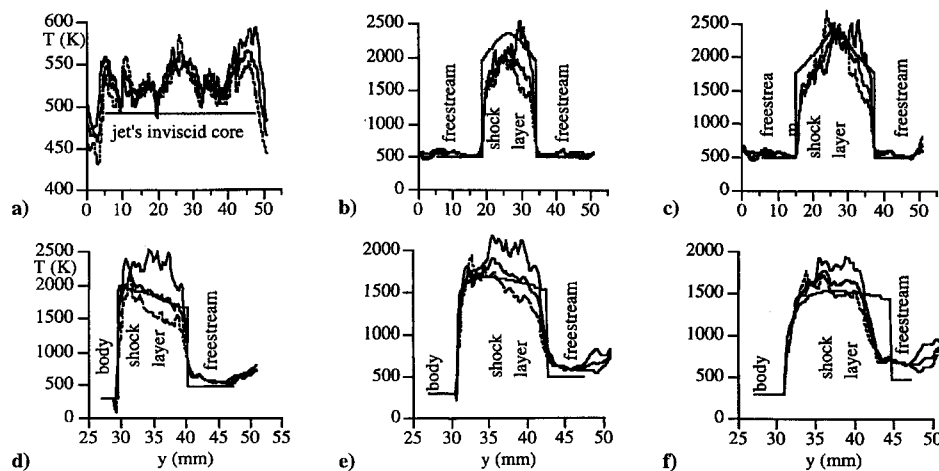 600
T (K)
550
500
450
400
jet's inviscid core
0 10 20 30 40 50
a)
2500
2000
1500
1000
500
0
freestream
shock
layer
freestream
0 10 20 30 40 50
b)
2500
2000
1500
1000
500
0
freestrea
m
shock
layer
freestream
0 10 20 30 40 50
c)
2500
T (K)
2000
1500
1000
500
0
body
shock
layer
freestream
25 30 35 40 45 50 55
y (mm)
d)
2000
1500
1000
500
0
body
shock
layer
freestream
25 30 35 40 45 50
y (mm)
e)
2000
1500
1000
500
0
body
shock
layer
freestream
25 30 35 40 45 50
y (mm)
f)